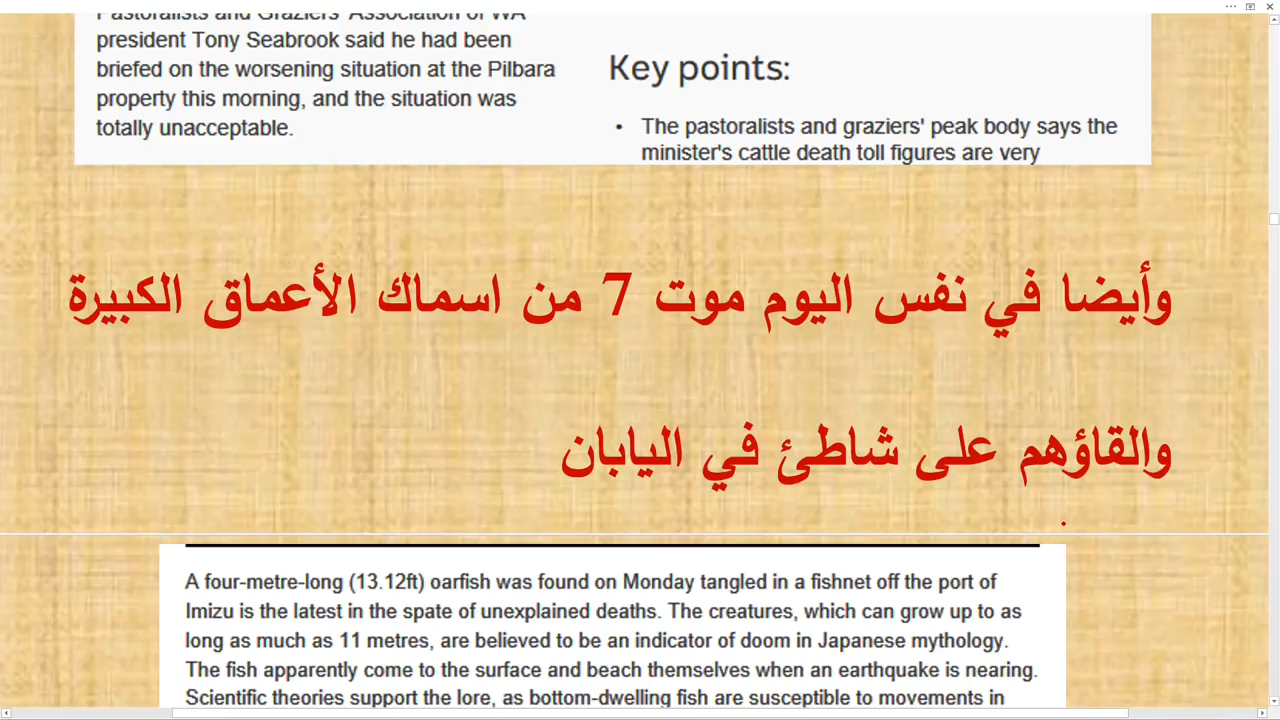 Pastoralists and Graziers' Association of WA
president Tony Seabrook said he had been
briefed on the worsening situation at the Pilbara
property this morning, and the situation was
totally unacceptable.
Key points:
• The pastoralists and graziers' peak body says the
minister's cattle death toll figures are very
وأيضا في نفس اليوم موت 7 من اسماك الأعماق الكبيرة
والقاؤهم على شاطئ في اليابان
A four-metre-long (13.12ft) oarfish was found on Monday tangled in a fishnet off the port of
Imizu is the latest in the spate of unexplained deaths. The creatures, which can grow up to as
long as much as 11 metres, are believed to be an indicator of doom in Japanese mythology.
The fish apparently come to the surface and beach themselves when an earthquake is nearing.
Scientific theories support the lore, as bottom-dwelling fish are susceptible to movements in